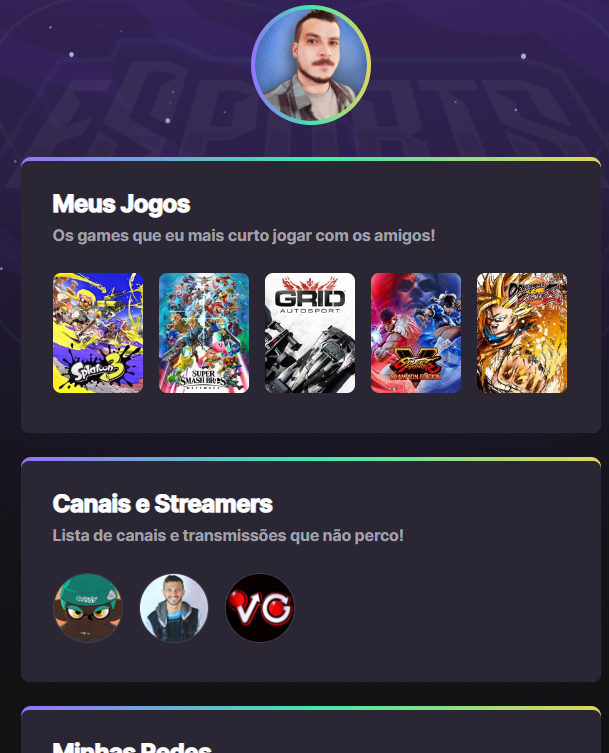 ESPORTS
Meus Jogos
Os games que eu mais curto jogar com os amigos!
Splatoon 3
SUPER
SMASH BROS.
ULTIMATE
GRID
AUTOSPORT
STREET FIGHTER
V
CHAMPION EDITION
DRAGON BALL
FIGHTERZ
Canais e Streamers
Lista de canais e transmissões que não perco!
VG
Minhas Redes